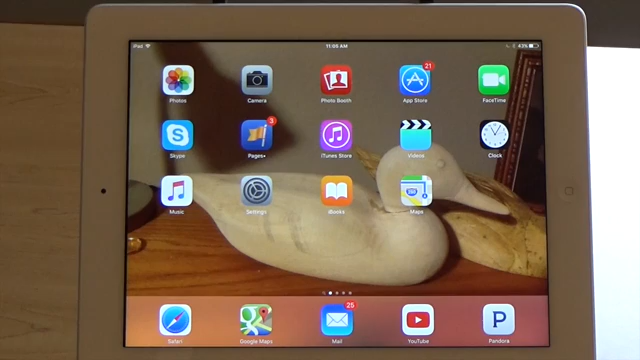 iPad 11:05 AM 43%
Photos Camera Photo Booth App Store 21 FaceTime
Skype Pages 3 iTunes Store Videos Clock
Music Settings iBooks Maps 280
Safari Google Maps Mail 25 YouTube Pandora